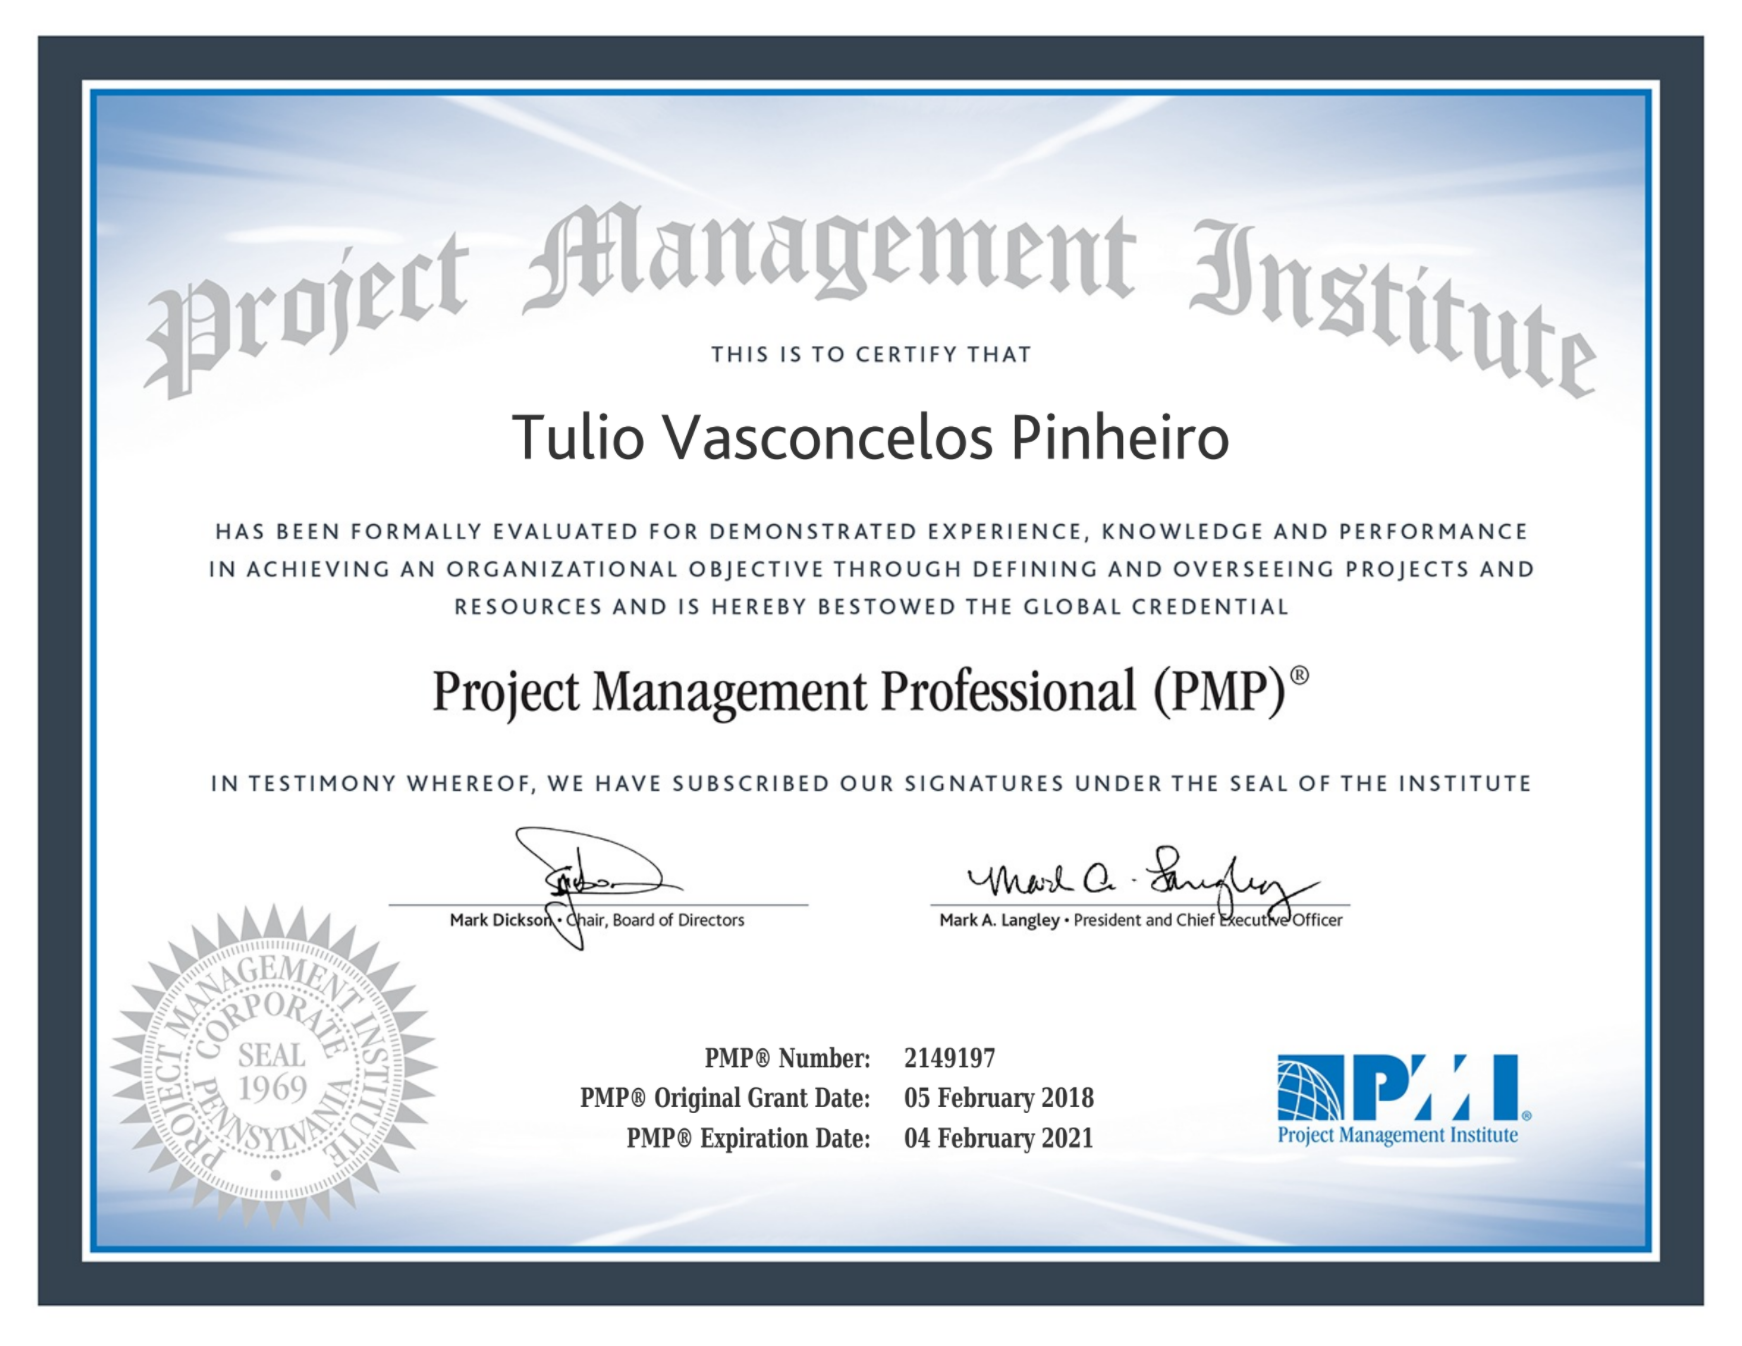 Project Management Institute
THIS IS TO CERTIFY THAT
Tulio Vasconcelos Pinheiro
HAS BEEN FORMALLY EVALUATED FOR DEMONSTRATED EXPERIENCE, KNOWLEDGE AND PERFORMANCE
IN ACHIEVING AN ORGANIZATIONAL OBJECTIVE THROUGH DEFINING AND OVERSEEING PROJECTS AND
RESOURCES AND IS HEREBY BESTOWED THE GLOBAL CREDENTIAL
Project Management Professional (PMP)®
IN TESTIMONY WHEREOF, WE HAVE SUBSCRIBED OUR SIGNATURES UNDER THE SEAL OF THE INSTITUTE
Mark A. Langley
Mark Dickson • Chair, Board of Directors
Mark A. Langley • President and Chief Executive Officer
PROJECT MANAGEMENT INSTITUTE
CORPORATE
SEAL
1969
PENNSYLVANIA
PMP® Number: 2149197
PMP® Original Grant Date: 05 February 2018
PMP® Expiration Date: 04 February 2021
PMI®
Project Management Institute